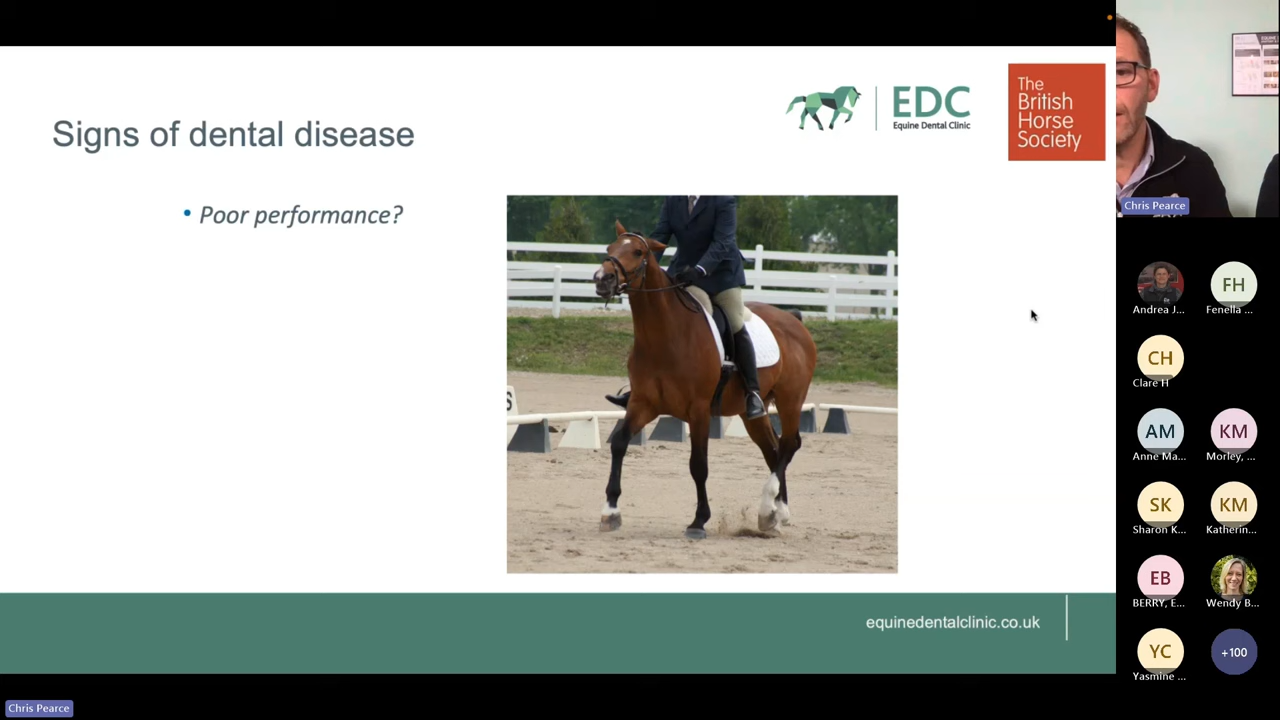 Signs of dental disease
EDC
Equine Dental Clinic
The
British
Horse
Society
• Poor performance?
S
equinedentalclinic.co.uk
Chris Pearce
Andrea J...
FH
Fenella ...
CH
Clare H
AM
Anne Ma...
KM
Morley, ...
SK
Sharon K...
KM
Katherin...
EB
BERRY, E...
Wendy B...
YC
Yasmine ...
+100
Chris Pearce